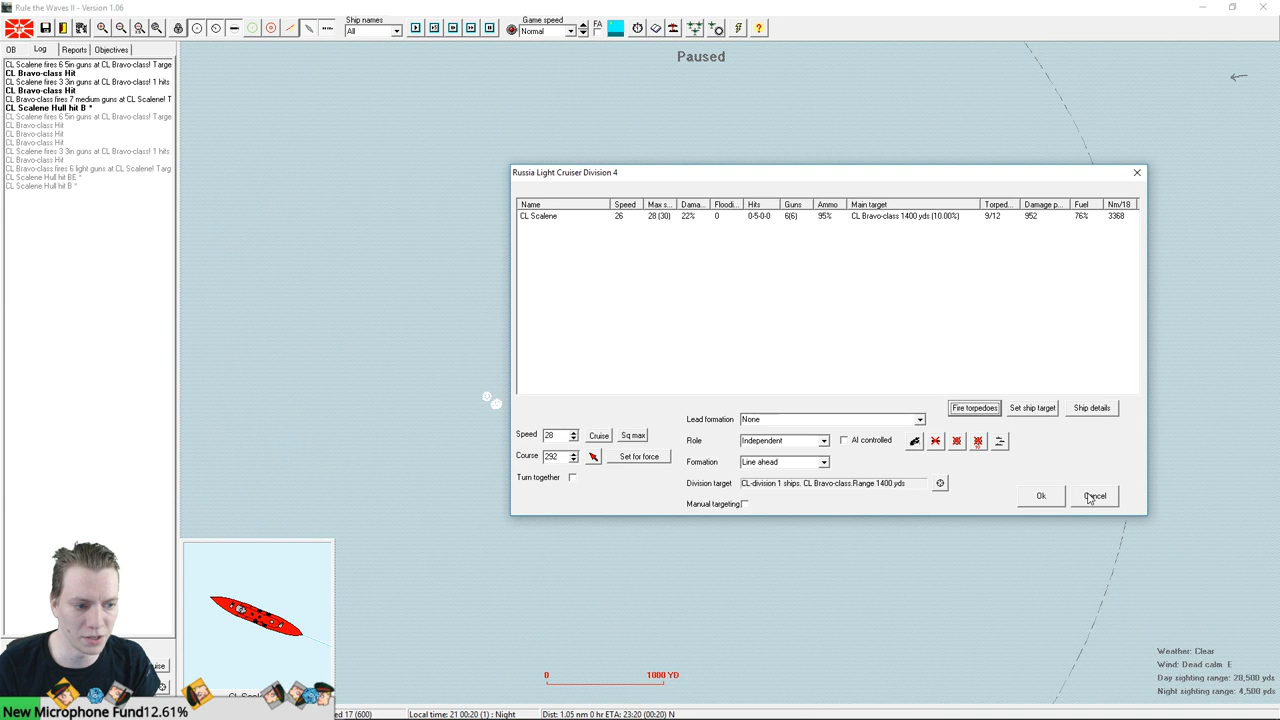 Rule the Waves II - Version 1.06
Ship names
All
FA
Game speed
Normal
OB
Log
Reports
Objectives
Paused
CL Scalene fires 6 5in guns at CL Bravo-class! Targe
CL Bravo-class Hit
CL Scalene fires 3 3in guns at CL Bravo-class! 1 hits
CL Bravo-class Hit
CL Bravo-class fires 7 medium guns at CL Scalene! T
CL Scalene Hull hit B *
CL Scalene fires 6 5in guns at CL Bravo-class! Targe
CL Bravo-class Hit
CL Bravo-class Hit
CL Bravo-class Hit
CL Scalene fires 3 3in guns at CL Bravo-class! 1 hits
CL Bravo-class Hit
CL Bravo-class fires 6 light guns at CL Scalene! Targ
CL Scalene Hull hit BE *
CL Scalene Hull hit B *
Russia Light Cruiser Division 4
Name Speed Max s... Dama... Floodi... Hits Guns Ammo Main target Torped... Damage p... Fuel Nm/18
CL Scalene 26 28 (30) 22% 0 0-5-0-0 6(6) 95% CL Bravo-class 1400 yds (10.00%) 9/12 952 76% 3368
Fire torpedoes
Set ship target
Ship details
Lead formation None
Speed 28 Cruise Sq max
Role Independent AI controlled
Course 292 Set for force
Formation Line ahead
Turn together
Division target CL-division 1 ships. CL Bravo-class.Range 1400 yds
Manual targeting
Ok
Cancel
0 1000 YD
Weather: Clear
Wind: Dead calm E
Day sighting range: 28,500 yds
Night sighting range: 4,500 yds
New Microphone Fund12.61%
ed 17 (600)
Local time: 21 00:20 (1) : Night
Dist: 1.05 nm 0 hr ETA: 23:20 (00:20) N